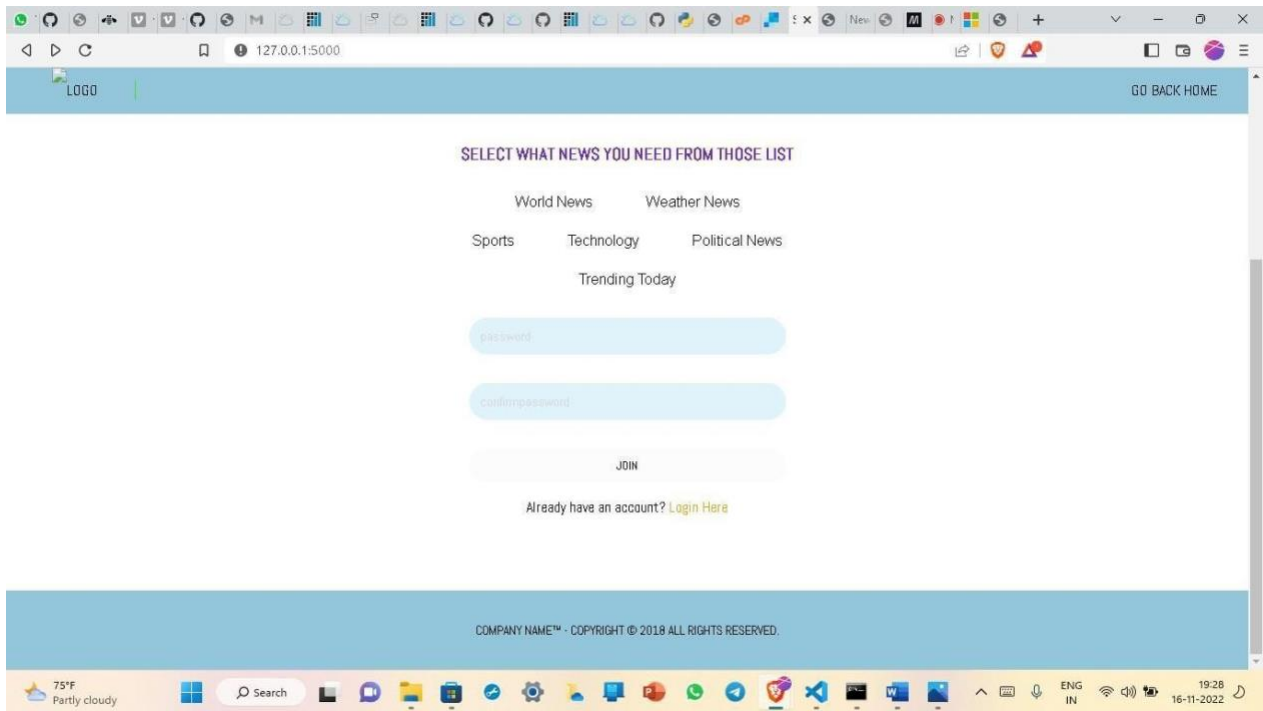 New
127.0.0.1:5000
LOGO
GO BACK HOME
SELECT WHAT NEWS YOU NEED FROM THOSE LIST
World News Weather News
Sports Technology Political News
Trending Today
password
confirmpassword
JOIN
Already have an account? Login Here
COMPANY NAME™ - COPYRIGHT © 2018 ALL RIGHTS RESERVED.
75°F
Partly cloudy
Search
ENG
IN
19:28
16-11-2022